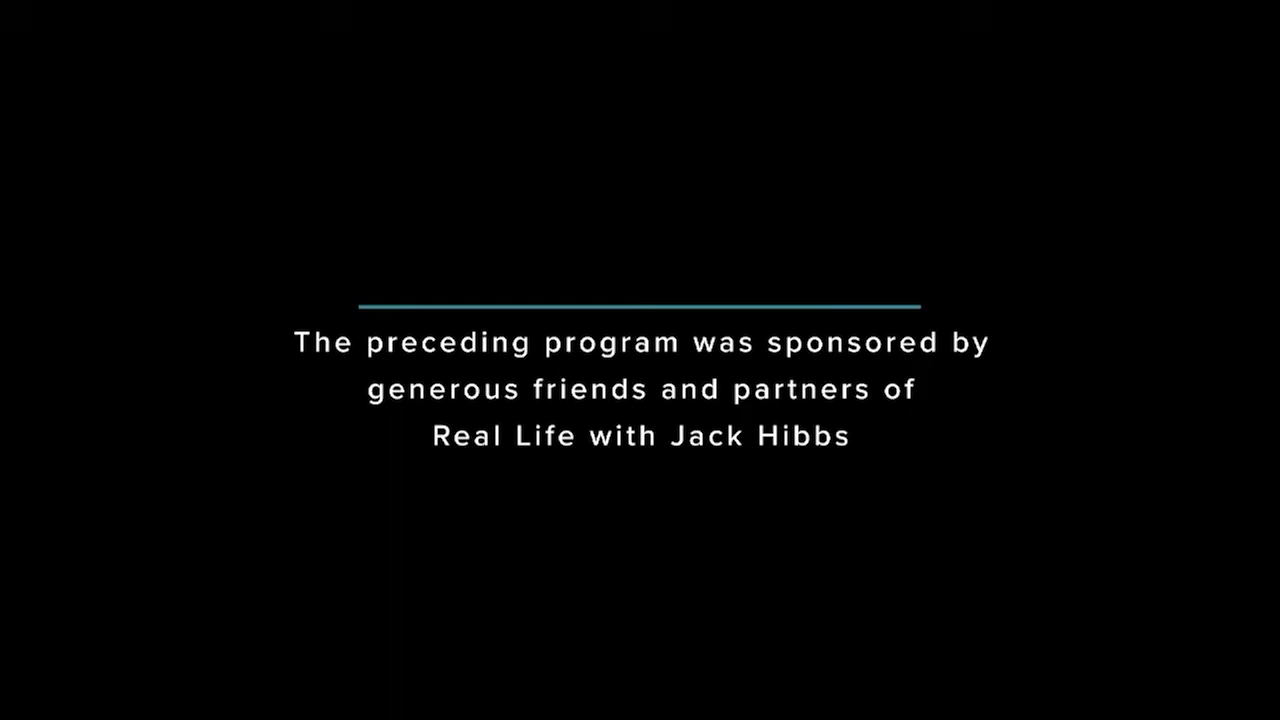 The preceding program was sponsored by
generous friends and partners of
Real Life with Jack Hibbs